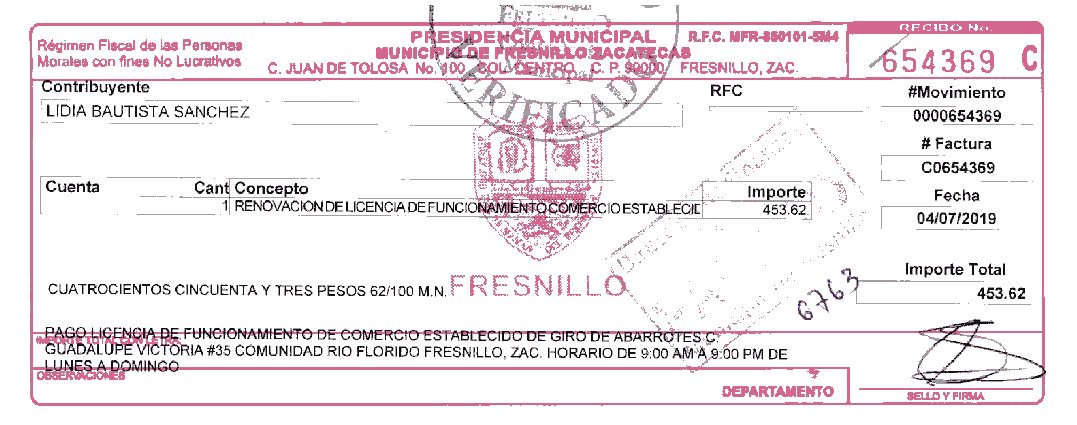 RECIBO No.
654369 C
Régimen Fiscal de las Personas
Morales con fines No Lucrativos
PRESIDENCIA MUNICIPAL
MUNICIPIO DE FRESNILLO ZACATECAS
C. JUAN DE TOLOSA No. 100 COL. CENTRO C. P. 99000 FRESNILLO, ZAC.
R.F.C. MFR-850101-5M4
VERIFICADO
Contribuyente
LIDIA BAUTISTA SANCHEZ
RFC
#Movimiento
0000654369
# Factura
C0654369
Fecha
04/07/2019
Cuenta Cant Concepto Importe
1 RENOVACION DE LICENCIA DE FUNCIONAMIENTO COMERCIO ESTABLECID 453.62
Importe Total
453.62
CUATROCIENTOS CINCUENTA Y TRES PESOS 62/100 M.N.
FRESNILLO
6763
PAGO LICENCIA DE FUNCIONAMIENTO DE COMERCIO ESTABLECIDO DE GIRO DE ABARROTES C.
IMPORTE TOTAL CON LETRA
GUADALUPE VICTORIA #35 COMUNIDAD RIO FLORIDO FRESNILLO, ZAC. HORARIO DE 9:00 AM A 9:00 PM DE
LUNES A DOMINGO
OBSERVACIONES
DEPARTAMENTO
SELLO Y FIRMA